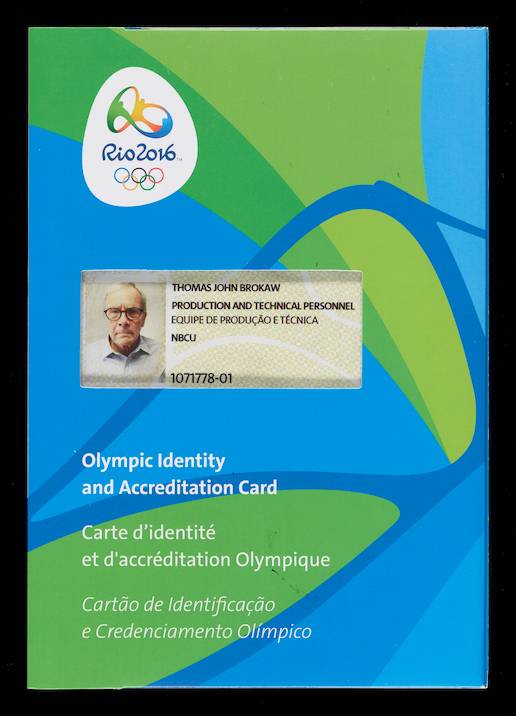 Rio2016
THOMAS JOHN BROKAW
PRODUCTION AND TECHNICAL PERSONNEL
EQUIPE DE PRODUÇÃO E TÉCNICA
NBCU
1071778-01
Olympic Identity
and Accreditation Card
Carte d'identité
et d'accréditation Olympique
Cartão de Identificação
e Credenciamento Olímpico